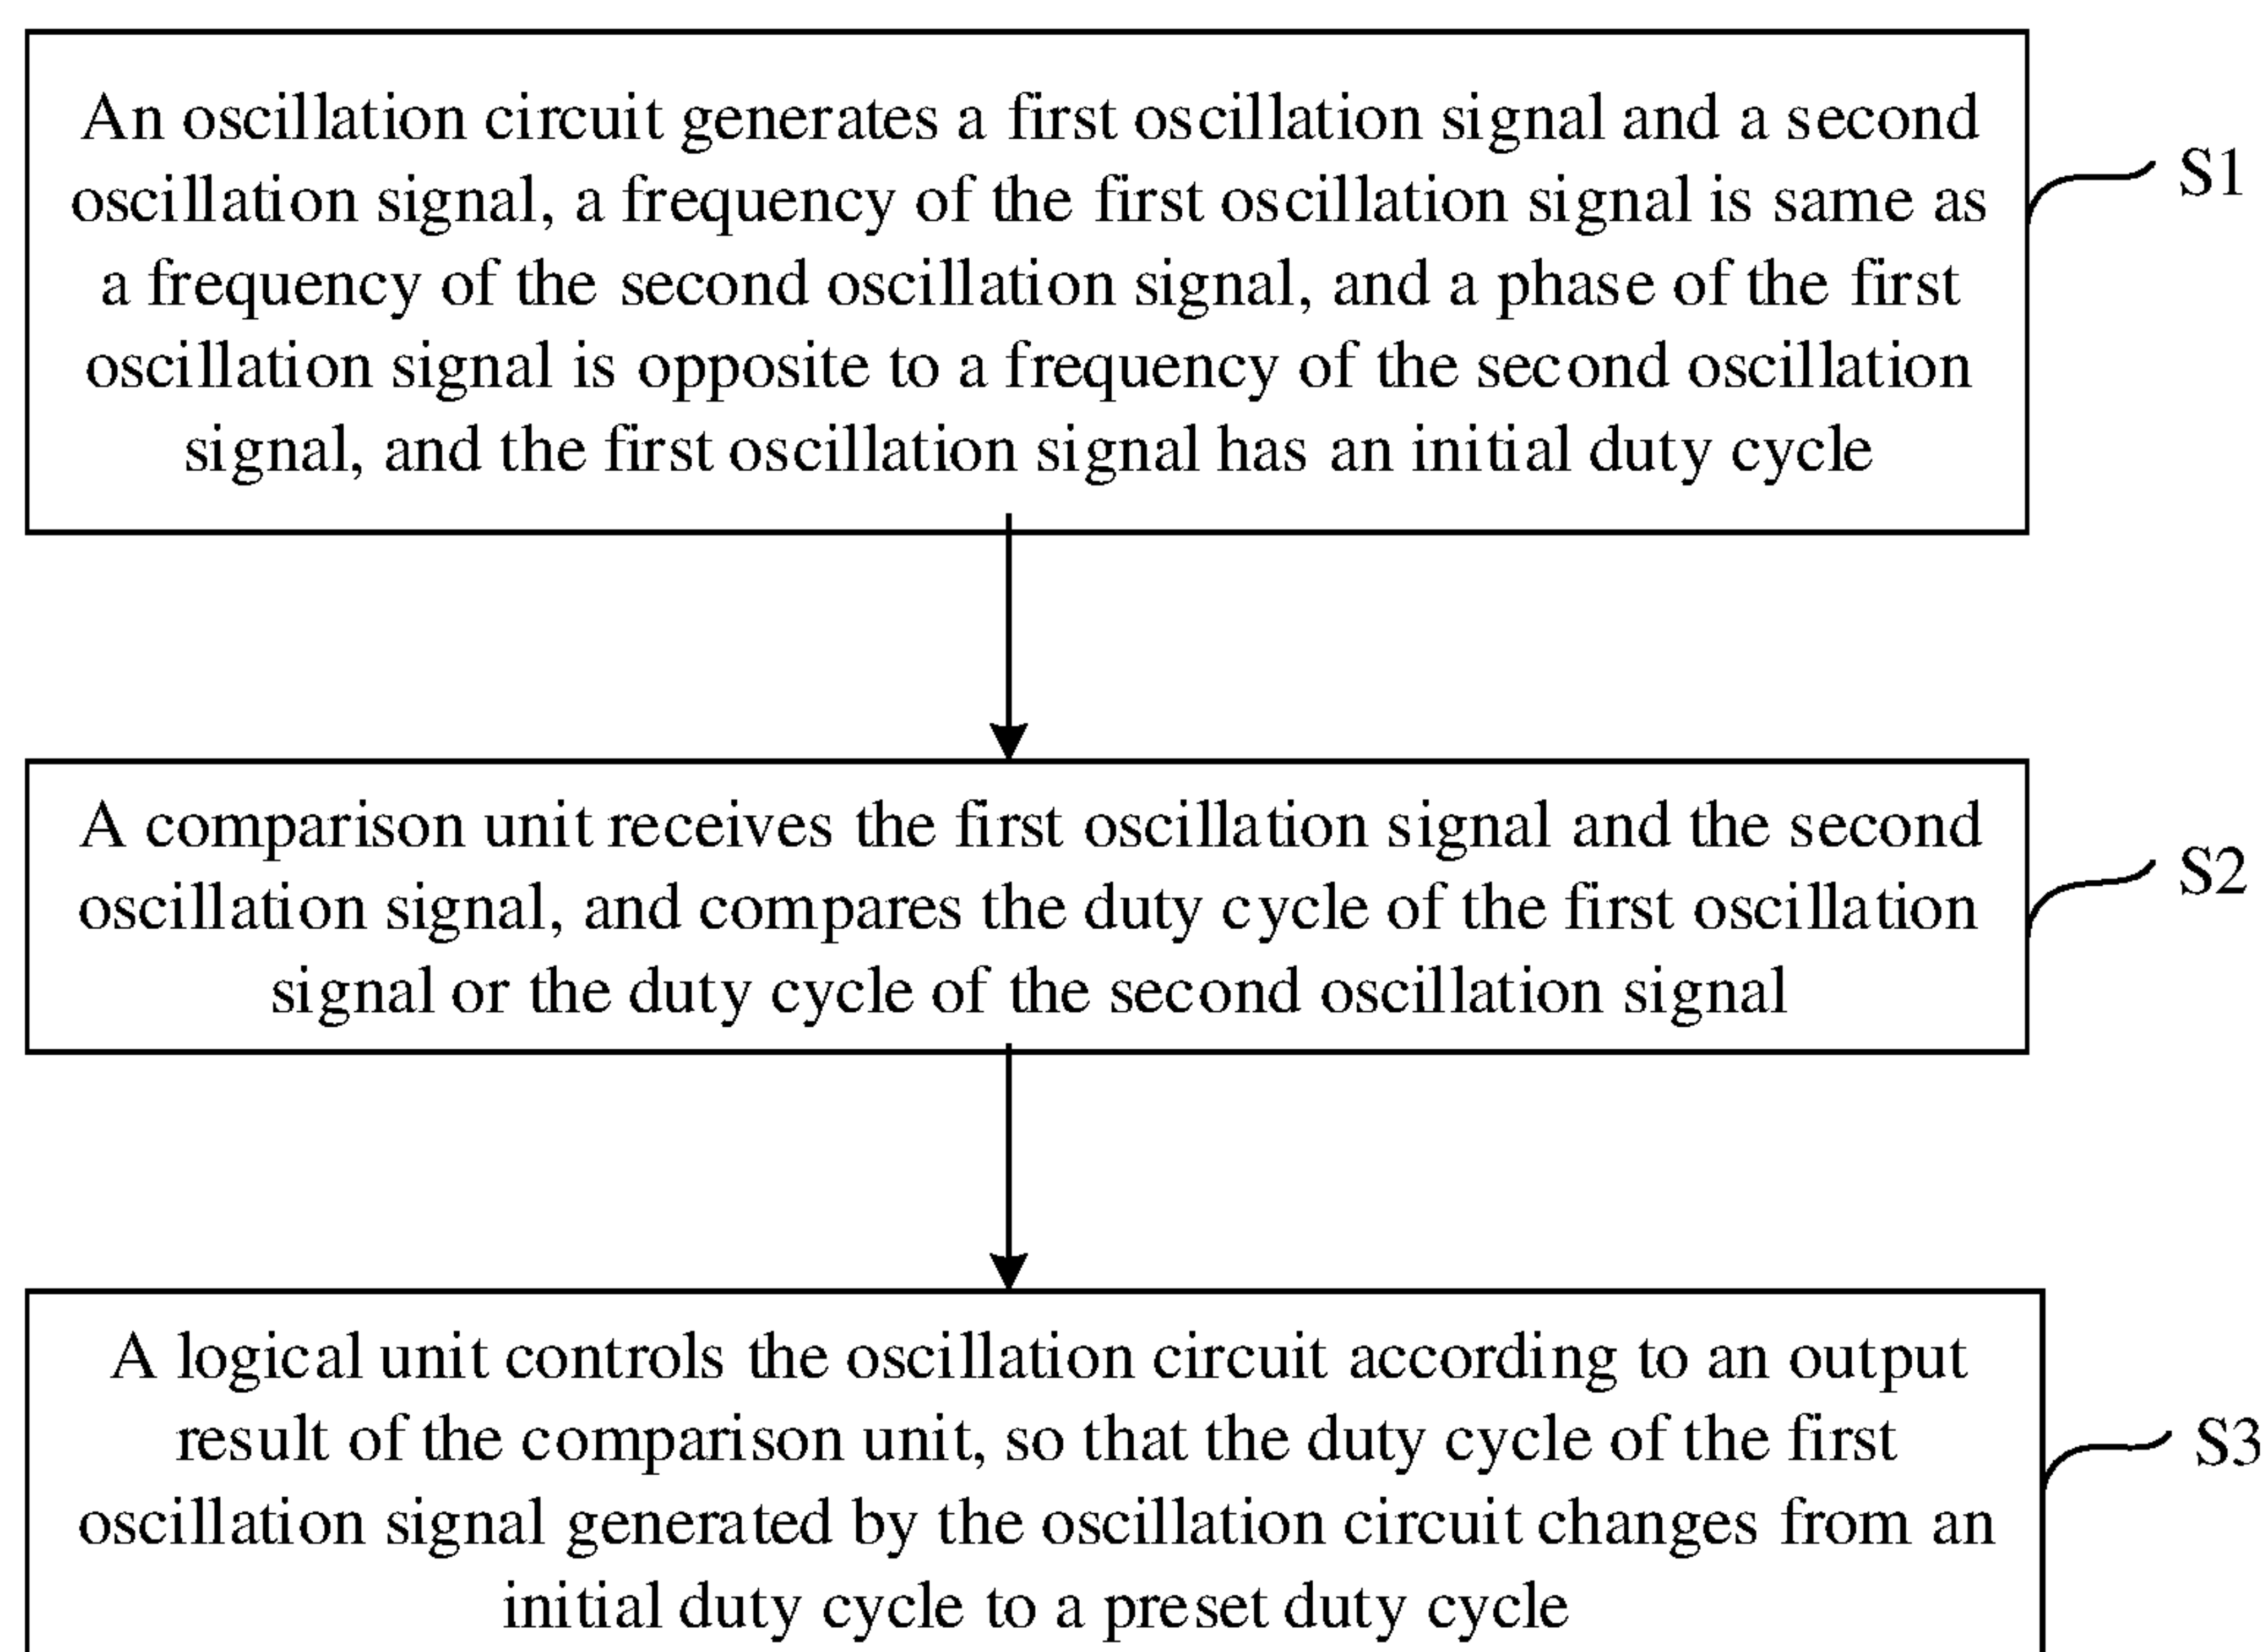 An oscillation circuit generates a first oscillation signal and a second
oscillation signal, a frequency of the first oscillation signal is same as
a frequency of the second oscillation signal, and a phase of the first
oscillation signal is opposite to a frequency of the second oscillation
signal, and the first oscillation signal has an initial duty cycle
S1
A comparison unit receives the first oscillation signal and the second
oscillation signal, and compares the duty cycle of the first oscillation
signal or the duty cycle of the second oscillation signal
S2
A logical unit controls the oscillation circuit according to an output
result of the comparison unit, so that the duty cycle of the first
oscillation signal generated by the oscillation circuit changes from an
initial duty cycle to a preset duty cycle
S3